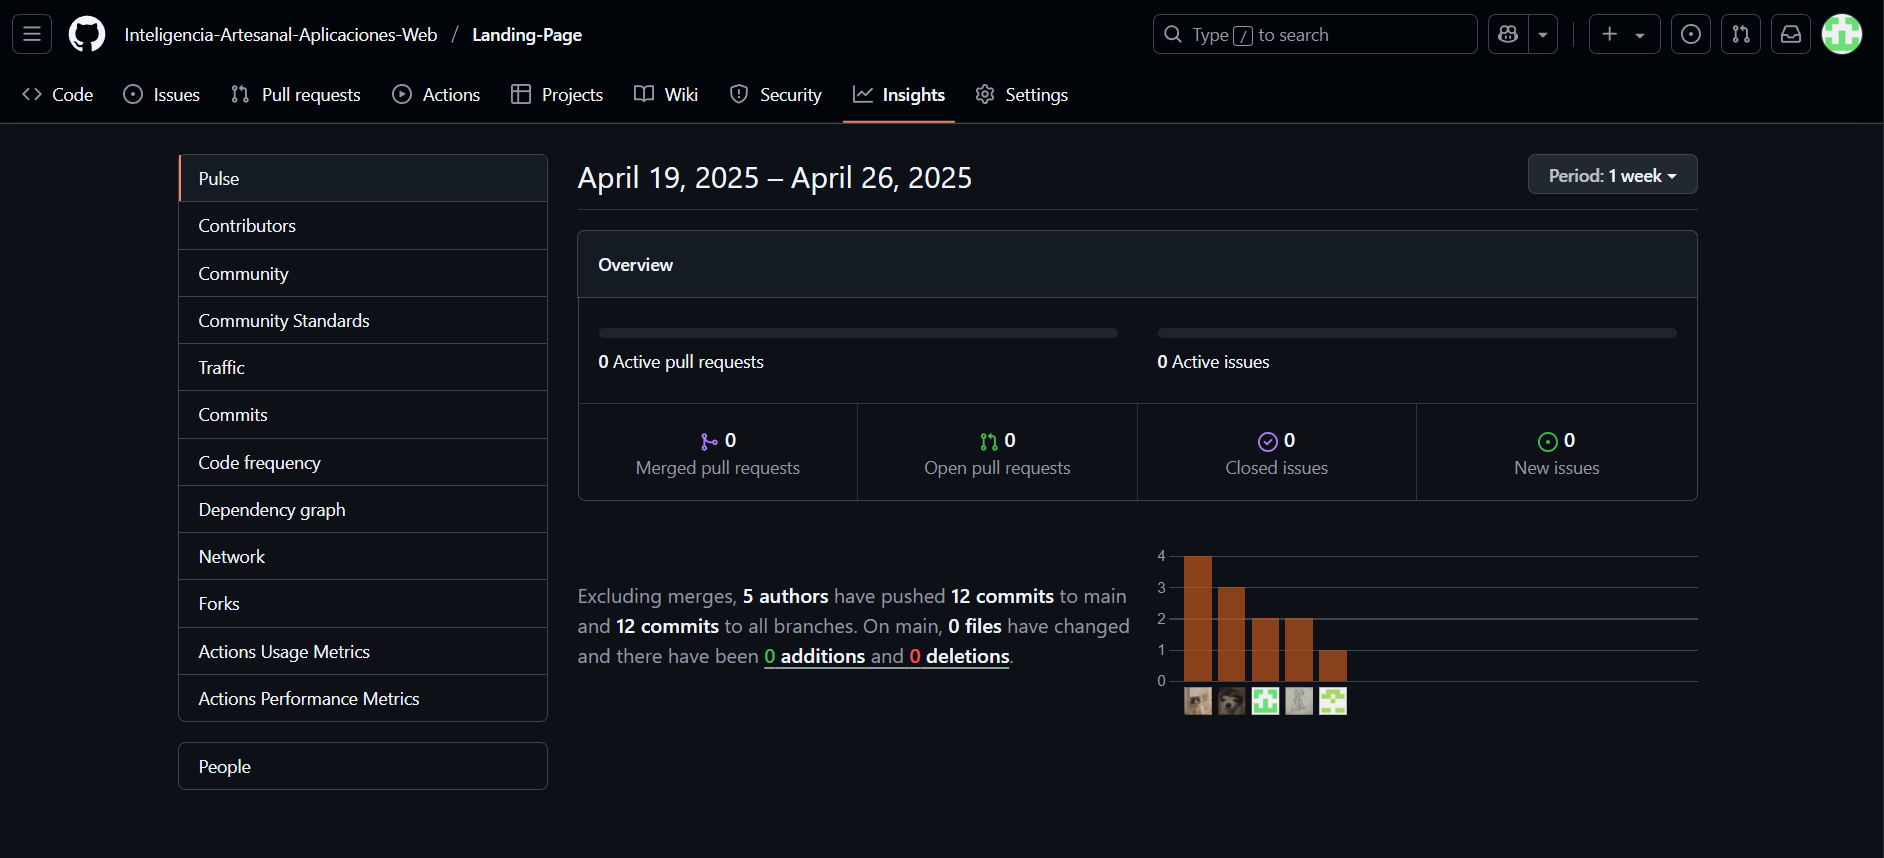 Inteligencia-Artesanal-Aplicaciones-Web / Landing-Page
Type / to search
Code Issues Pull requests Actions Projects Wiki Security Insights Settings
Pulse
Contributors
Community
Community Standards
Traffic
Commits
Code frequency
Dependency graph
Network
Forks
Actions Usage Metrics
Actions Performance Metrics
People
April 19, 2025 – April 26, 2025
Period: 1 week
Overview
0 Active pull requests
0 Active issues
0
Merged pull requests
0
Open pull requests
0
Closed issues
0
New issues
Excluding merges, 5 authors have pushed 12 commits to main
and 12 commits to all branches. On main, 0 files have changed
and there have been 0 additions and 0 deletions.
4
3
2
1
0